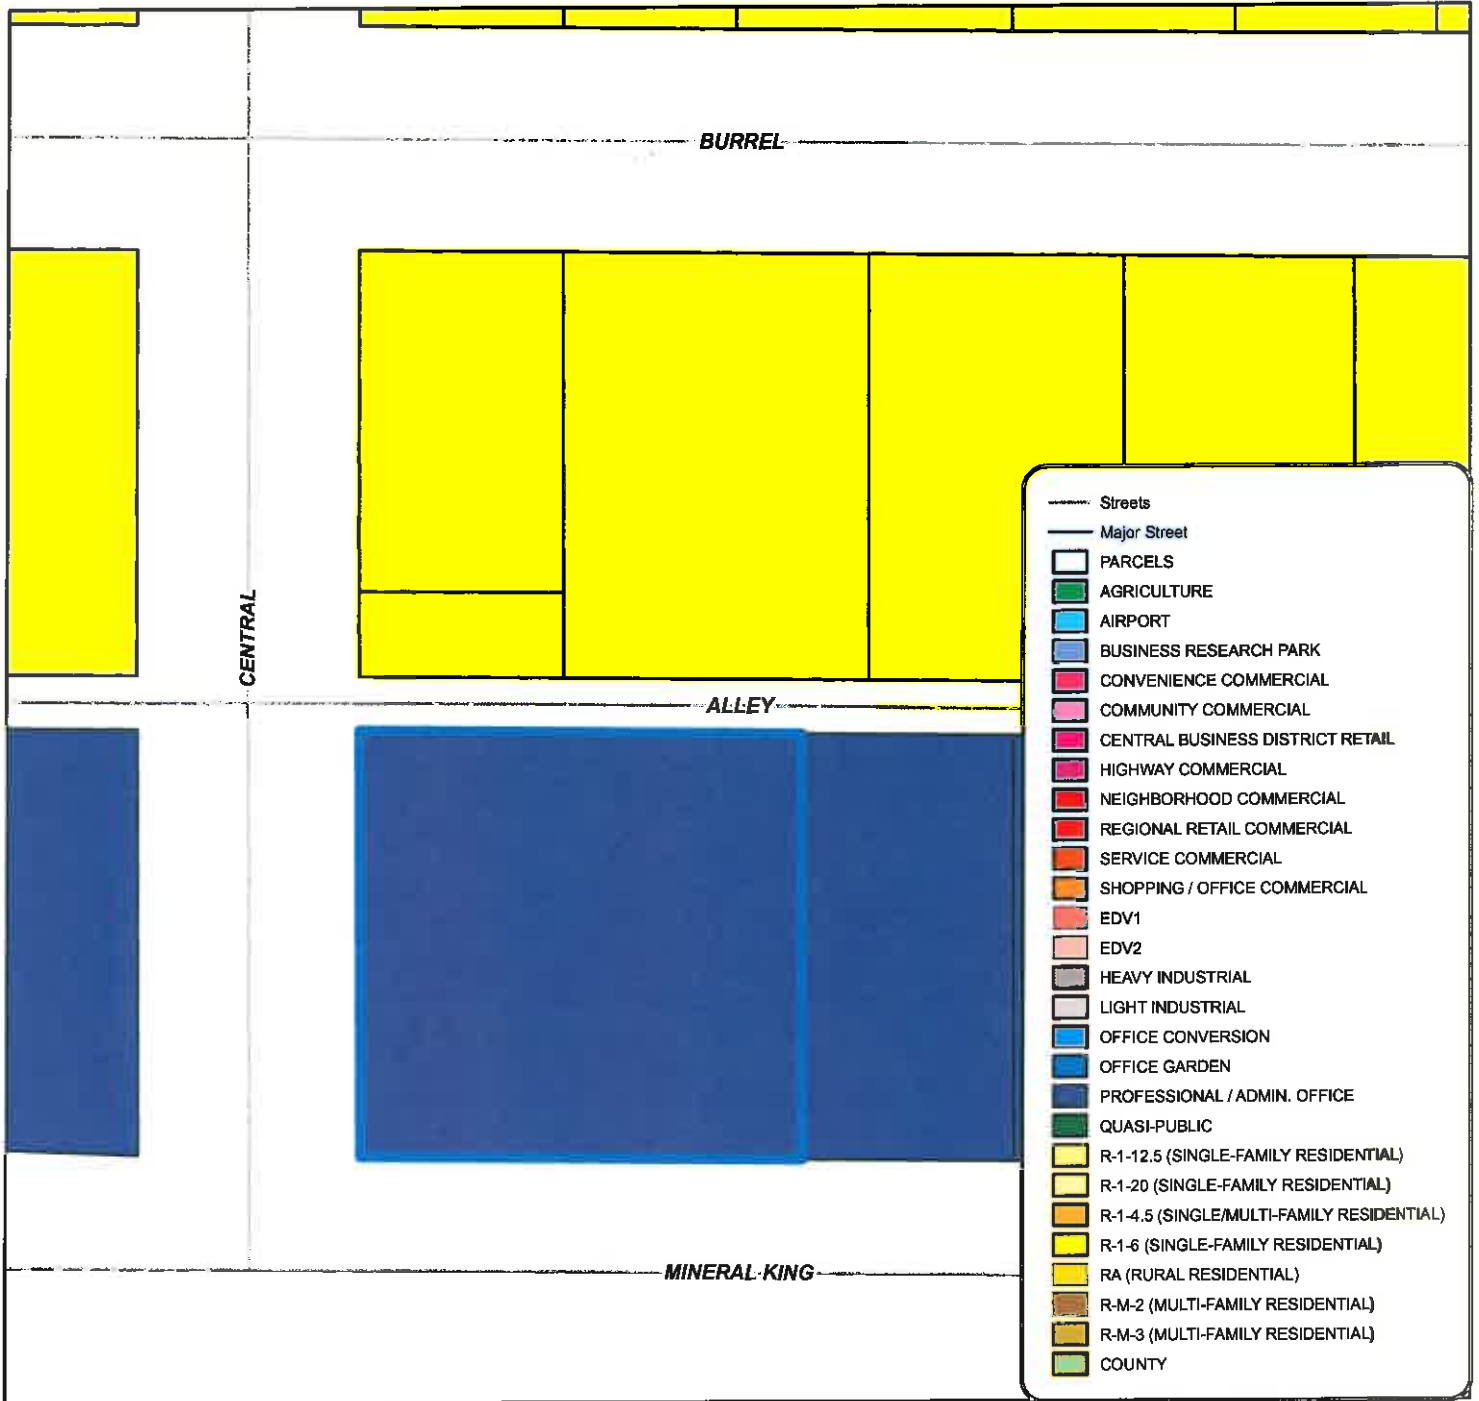 BURREL
CENTRAL
ALLEY
MINERAL KING
Streets
Major Street
PARCELS
AGRICULTURE
AIRPORT
BUSINESS RESEARCH PARK
CONVENIENCE COMMERCIAL
COMMUNITY COMMERCIAL
CENTRAL BUSINESS DISTRICT RETAIL
HIGHWAY COMMERCIAL
NEIGHBORHOOD COMMERCIAL
REGIONAL RETAIL COMMERCIAL
SERVICE COMMERCIAL
SHOPPING / OFFICE COMMERCIAL
EDV1
EDV2
HEAVY INDUSTRIAL
LIGHT INDUSTRIAL
OFFICE CONVERSION
OFFICE GARDEN
PROFESSIONAL / ADMIN. OFFICE
QUASI-PUBLIC
R-1-12.5 (SINGLE-FAMILY RESIDENTIAL)
R-1-20 (SINGLE-FAMILY RESIDENTIAL)
R-1-4.5 (SINGLE/MULTI-FAMILY RESIDENTIAL)
R-1-6 (SINGLE-FAMILY RESIDENTIAL)
RA (RURAL RESIDENTIAL)
R-M-2 (MULTI-FAMILY RESIDENTIAL)
R-M-3 (MULTI-FAMILY RESIDENTIAL)
COUNTY